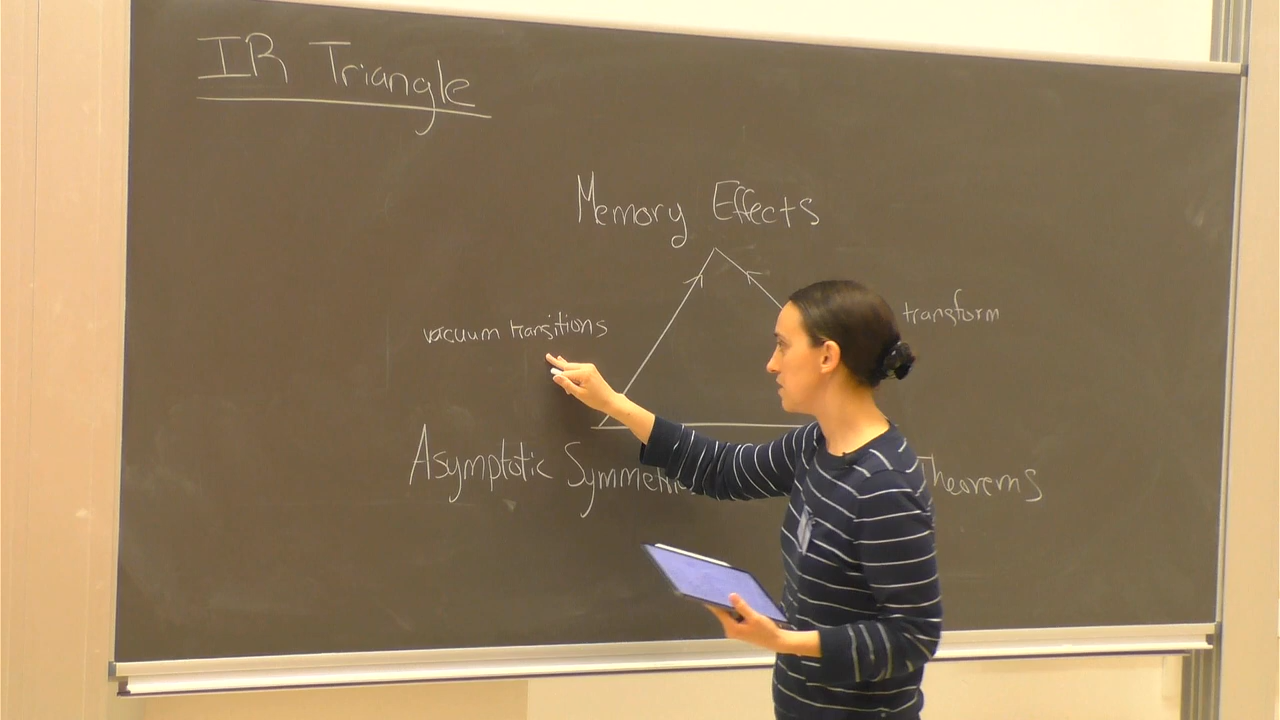 IR Triangle
Memory Effects
transform
vacuum transitions
Asymptotic Theorems